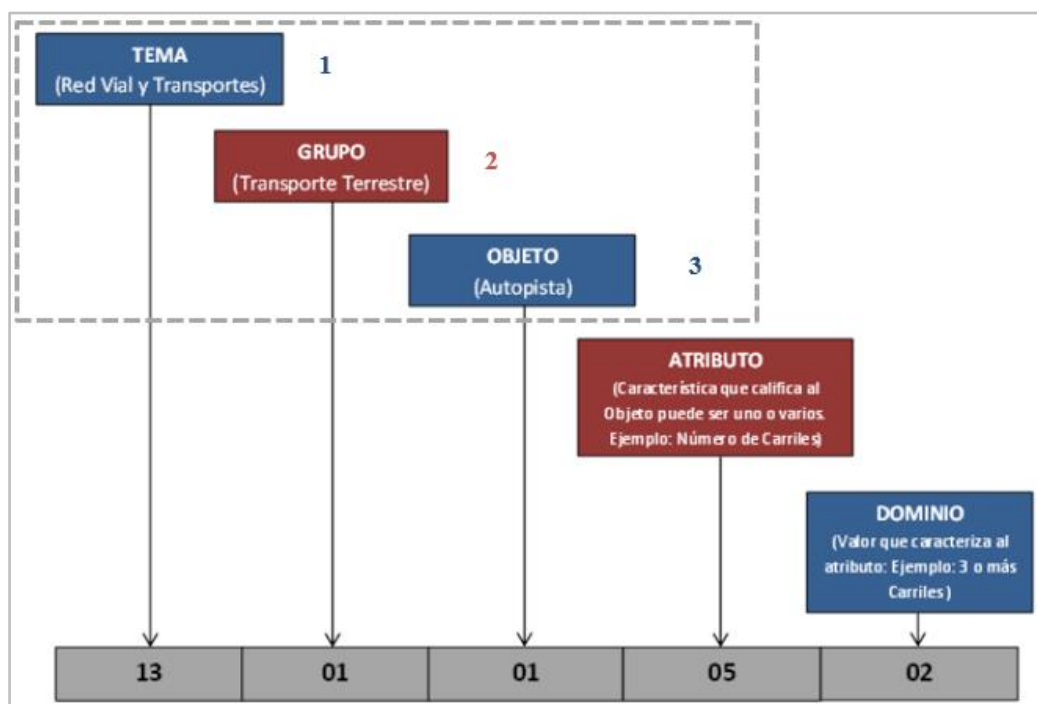 TEMA
(Red Vial y Transportes)
1
GRUPO
(Transporte Terrestre)
2
OBJETO
(Autopista)
3
ATRIBUTO
(Característica que califica al
Objeto puede ser uno o varios.
Ejemplo: Número de Carriles)
DOMINIO
(Valor que caracteriza al
atributo: Ejemplo: 3 o más
Carriles )
13 01 01 05 02